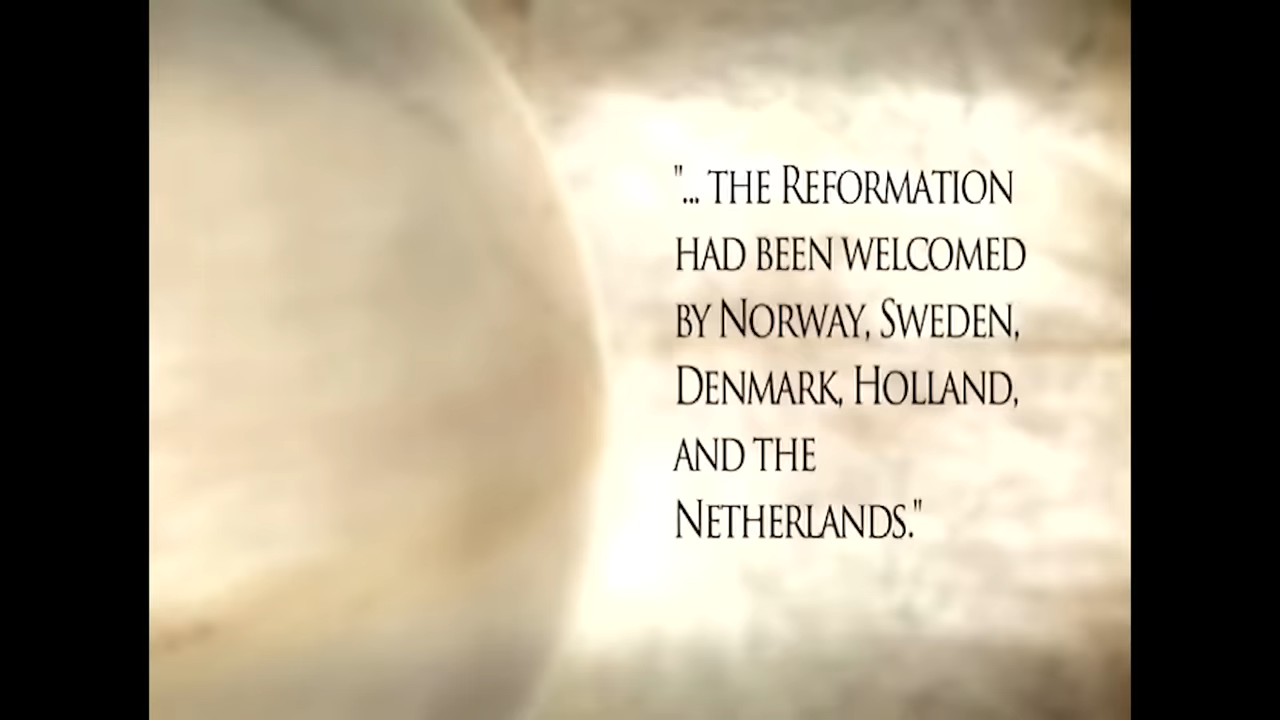 "... the Reformation
had been welcomed
by Norway, Sweden,
Denmark, Holland,
and the
Netherlands."